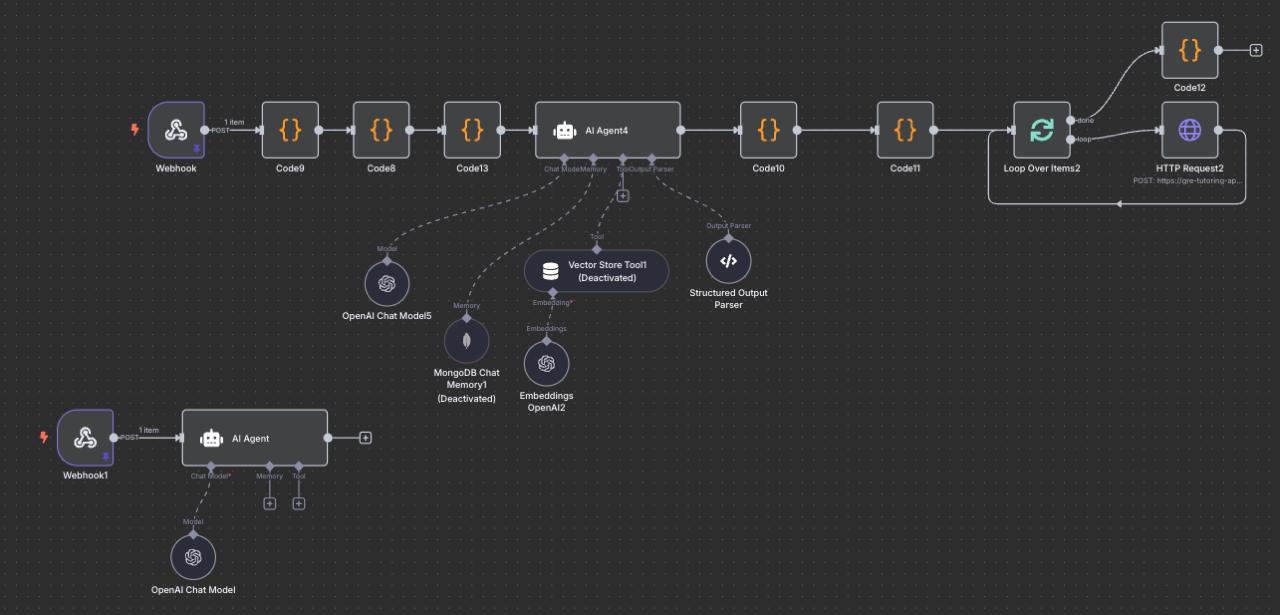 Code12
POST
1 item
AI Agent4
done
loop
Webhook
Code9
Code8
Code13
Chat Model
Memory
Tool
Output Parser
Code10
Code11
Loop Over Items2
HTTP Request2
POST: https://gre-tutoring-ap...
Output Parser
Tool
Model
Vector Store Tool1
(Deactivated)
Structured Output
Parser
Embedding*
OpenAI Chat Model5
Memory
Embeddings
MongoDB Chat
Memory1
(Deactivated)
Embeddings
OpenAI2
POST
1 item
AI Agent
Webhook1
Chat Model*
Memory
Tool
Model
OpenAI Chat Model